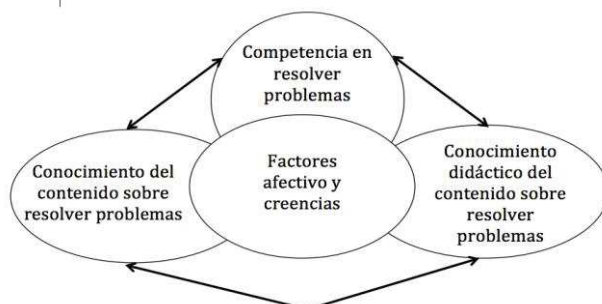 Competencia en
resolver
problemas
Conocimiento del
contenido sobre
resolver problemas
Factores
afectivo y
creencias
Conocimiento
didáctico del
contenido sobre
resolver
problemas